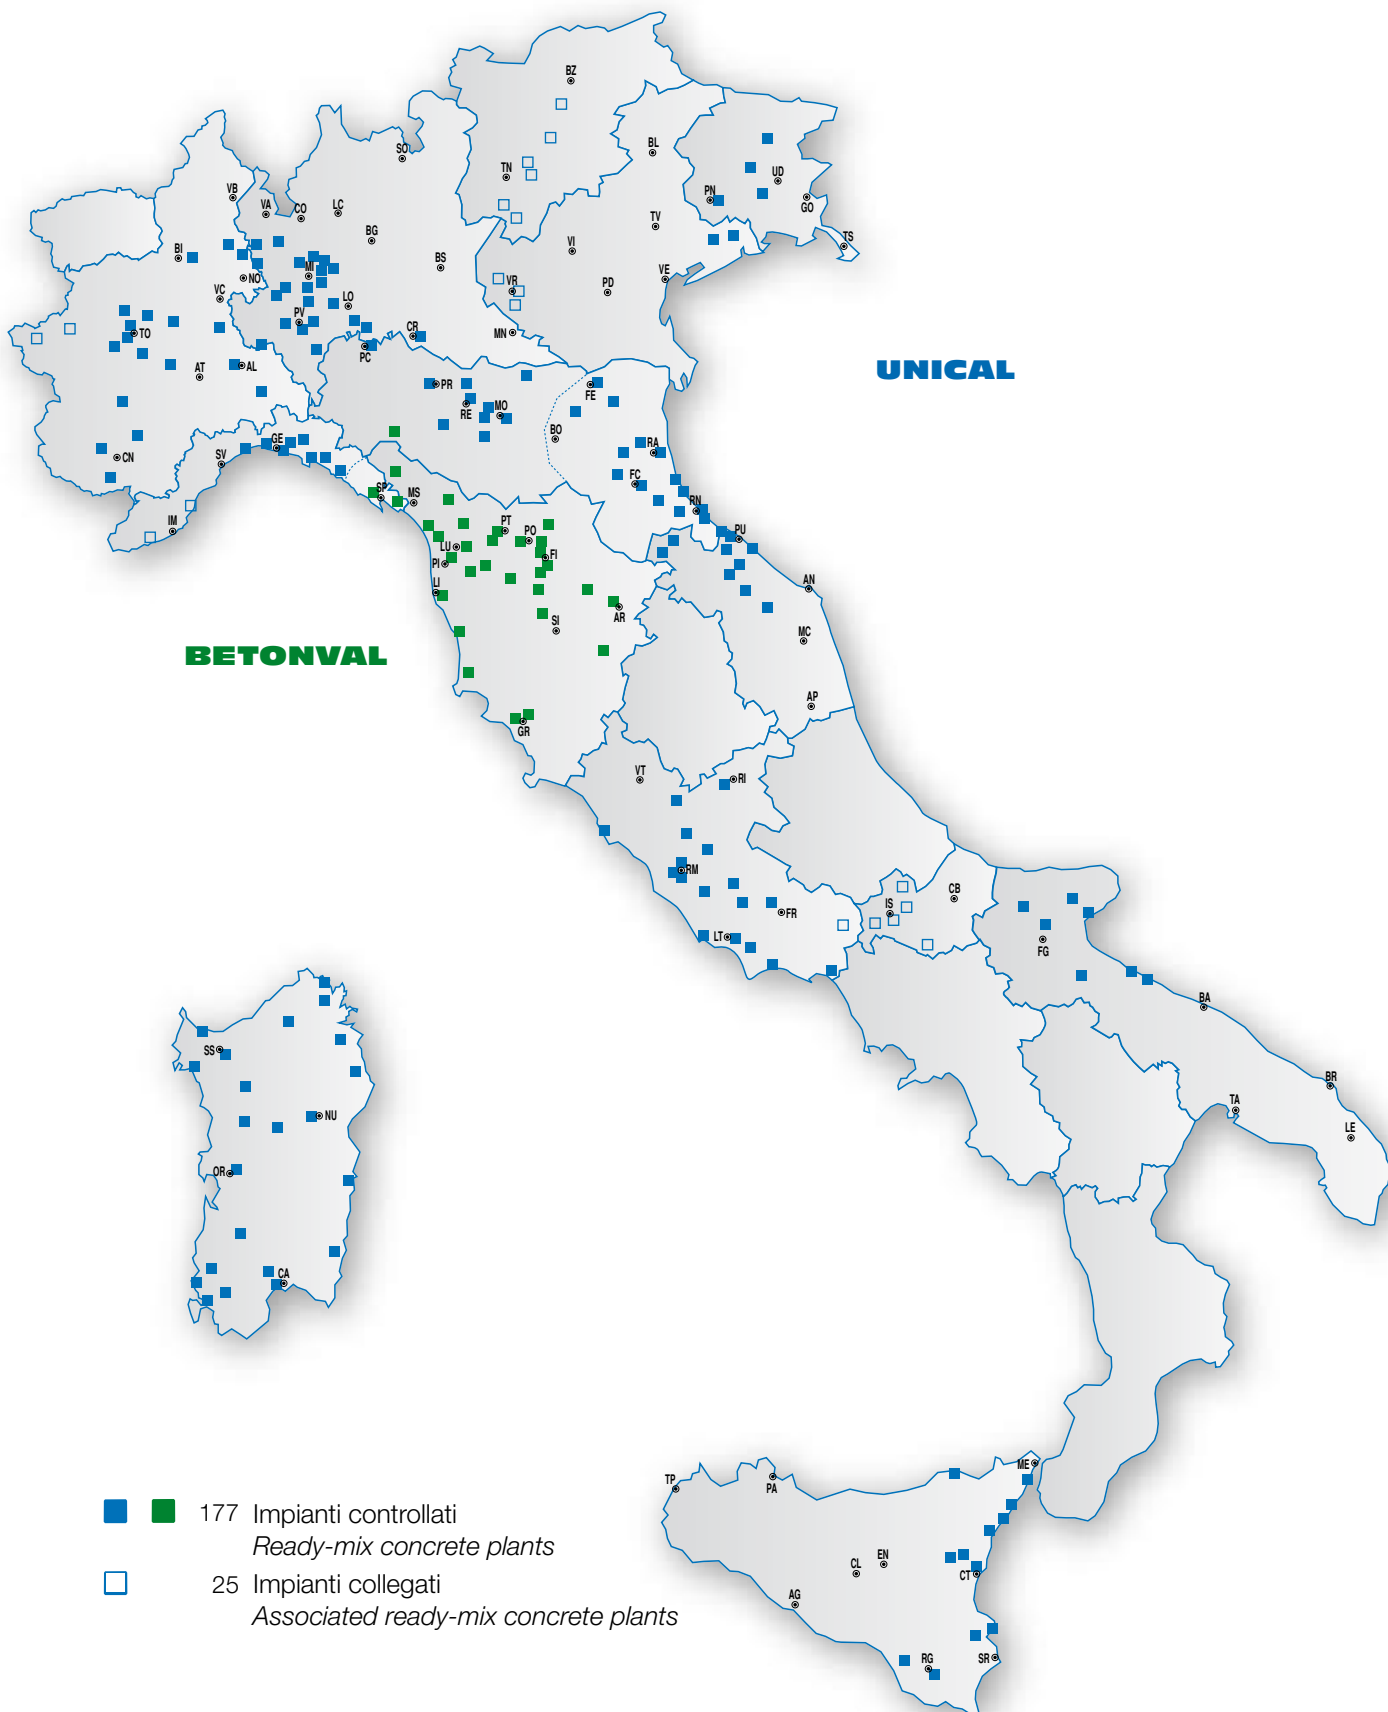 BZ
SO
TN
BL
UD
PN
GO
VB
VA
CO
LC
BG
TV
TS
BI
VI
BS
MI
NO
VR
VE
VC
LO
PD
PV
TO
CR
MN
PC
AT
AL
PR
RE
MO
FE
UNICAL
BO
RA
GE
CN
SV
SP
MS
FC
RN
IM
PT
PO
PU
LU
FI
PI
LI
AN
AR
SI
MC
BETONVAL
AP
GR
VT
RI
RM
CB
IS
FR
LT
FG
BA
SS
BR
NU
TA
LE
OR
CA
ME
TP
PA
177 Impianti controllati
Ready-mix concrete plants
CL
EN
CT
25 Impianti collegati
AG
Associated ready-mix concrete plants
RG
SR